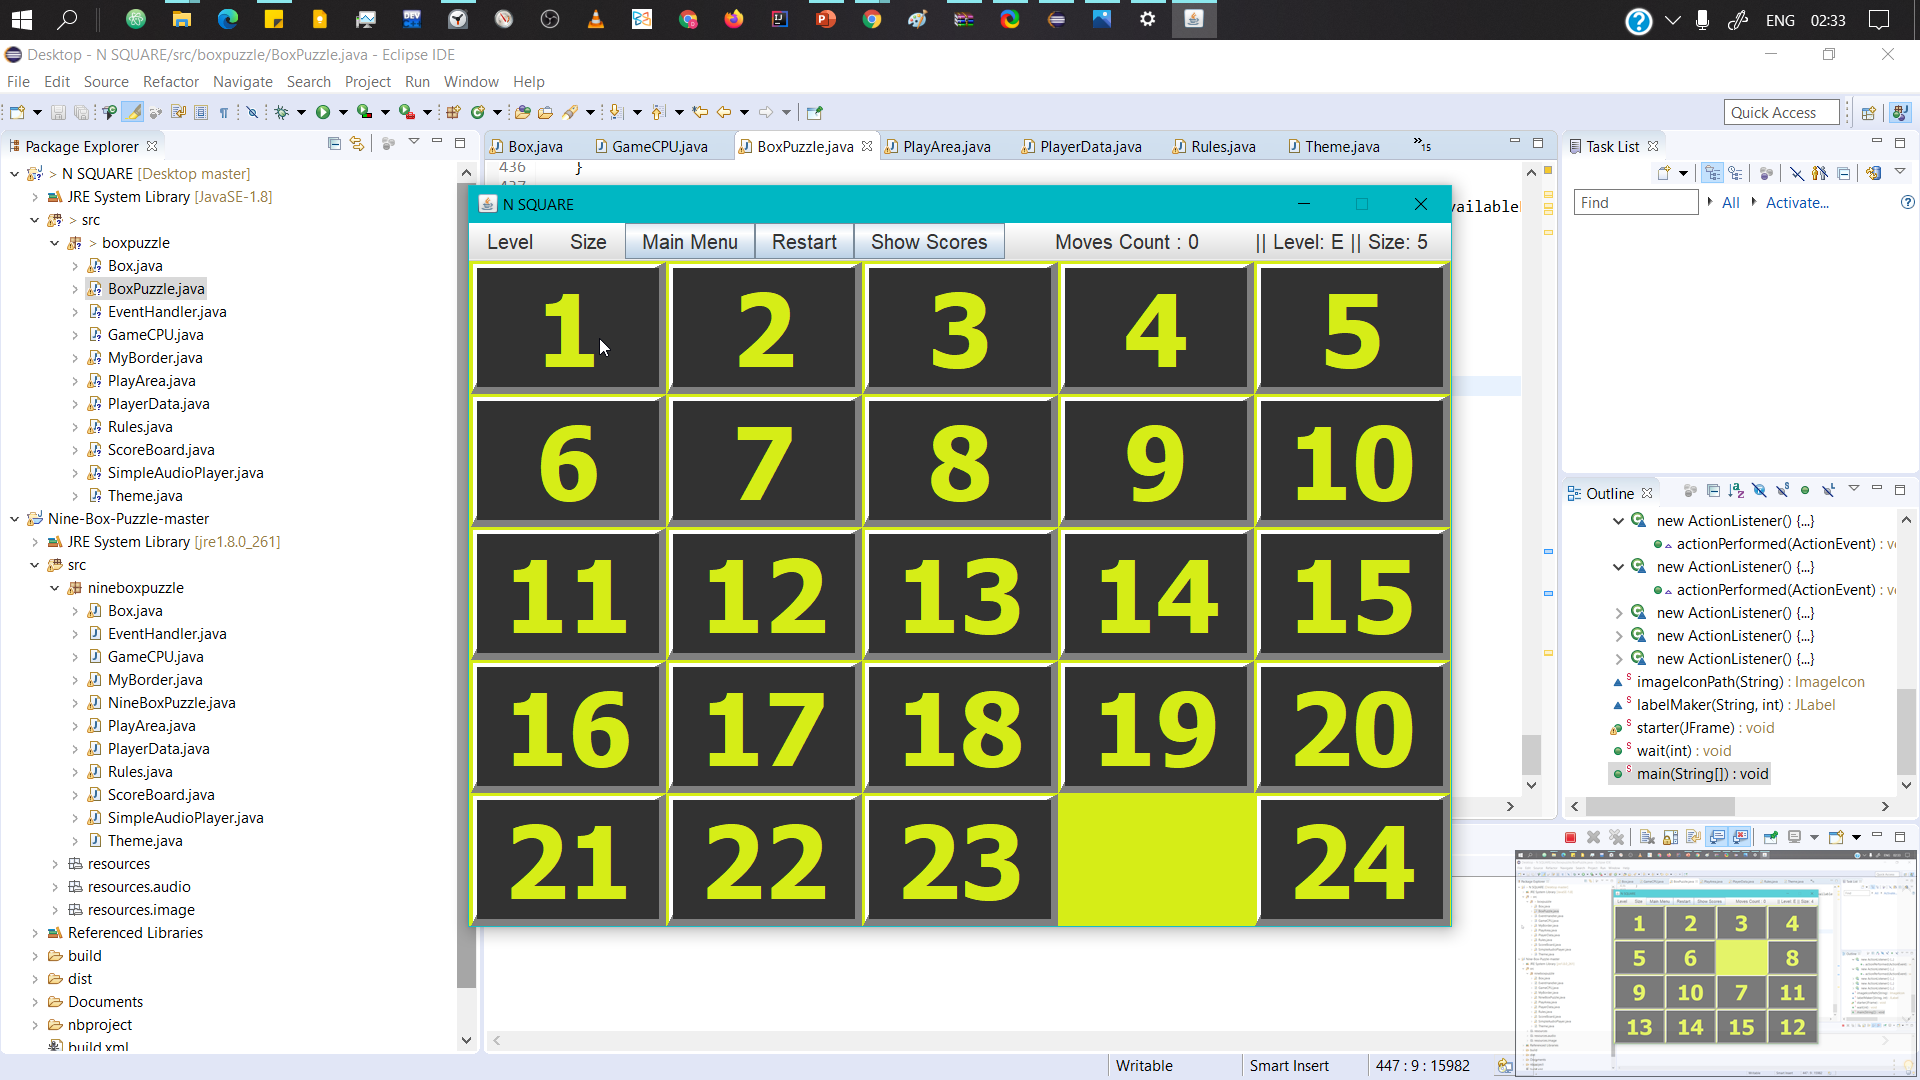 ENG 02:33
Desktop - N SQUARE/src/boxpuzzle/BoxPuzzle.java - Eclipse IDE
File Edit Source Refactor Navigate Search Project Run Window Help
Quick Access
Package Explorer
Box.java GameCPU.java BoxPuzzle.java PlayArea.java PlayerData.java Rules.java Theme.java »15
Task List
N SQUARE [Desktop master]
JRE System Library [JavaSE-1.8]
> src
> boxpuzzle
Box.java
BoxPuzzle.java
EventHandler.java
GameCPU.java
MyBorder.java
PlayArea.java
PlayerData.java
Rules.java
ScoreBoard.java
SimpleAudioPlayer.java
Theme.java
Nine-Box-Puzzle-master
JRE System Library [jre1.8.0_261]
src
nineboxpuzzle
Box.java
EventHandler.java
GameCPU.java
MyBorder.java
NineBoxPuzzle.java
PlayArea.java
PlayerData.java
Rules.java
ScoreBoard.java
SimpleAudioPlayer.java
Theme.java
resources
resources.audio
resources.image
Referenced Libraries
build
dist
Documents
nbproject
build.xml
436 }
N SQUARE
Level Size Main Menu Restart Show Scores Moves Count : 0 || Level: E || Size: 5
1 2 3 4 5
6 7 8 9 10
11 12 13 14 15
16 17 18 19 20
21 22 23 24
Find All Activate...
Outline
new ActionListener() {...}
actionPerformed(ActionEvent) : v
new ActionListener() {...}
actionPerformed(ActionEvent) : v
new ActionListener() {...}
new ActionListener() {...}
new ActionListener() {...}
imageIconPath(String) : ImageIcon
labelMaker(String, int) : JLabel
starter(JFrame) : void
wait(int) : void
main(String[]) : void
1 2 3 4
5 6 8
9 10 7 11
13 14 15 12
Writable Smart Insert 447 : 9 : 15982